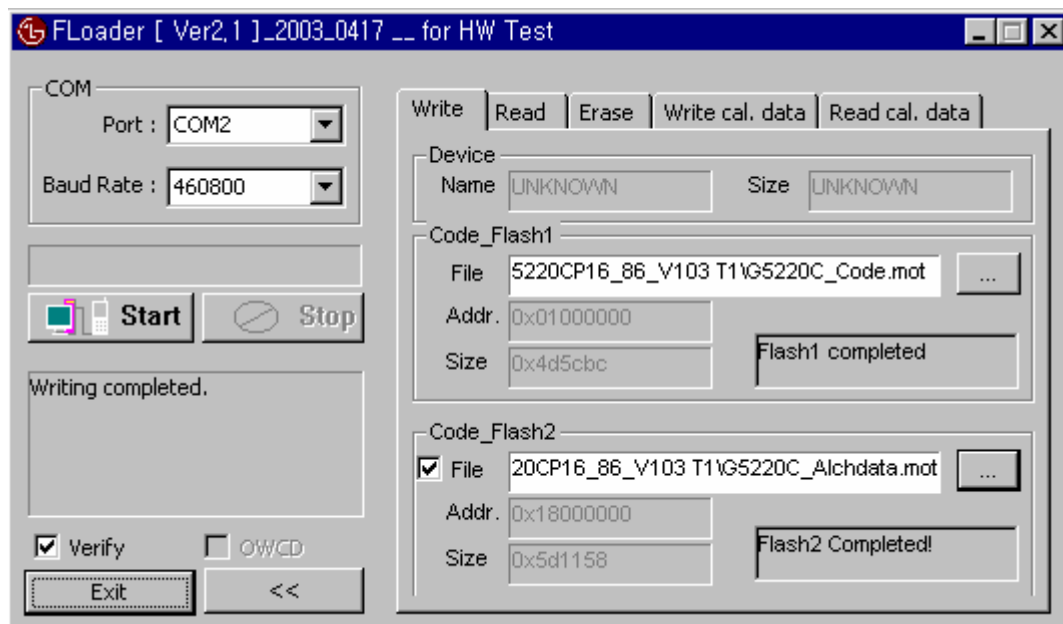 FLoader [ Ver2,1 ]_2003_0417 __ for HW Test
COM
Port : COM2
Baud Rate : 460800
Start
Stop
Writing completed.
Verify
OWCD
Exit
<<
Write Read Erase Write cal. data Read cal. data
Device
Name UNKNOWN Size UNKNOWN
Code_Flash1
File 5220CP16_86_V103 T1\G5220C_Code.mot ...
Addr. 0x01000000
Size 0x4d5cbc
Flash1 completed
Code_Flash2
File 20CP16_86_V103 T1\G5220C_Alchdata.mot ...
Addr. 0x18000000
Size 0x5d1158
Flash2 Completed!